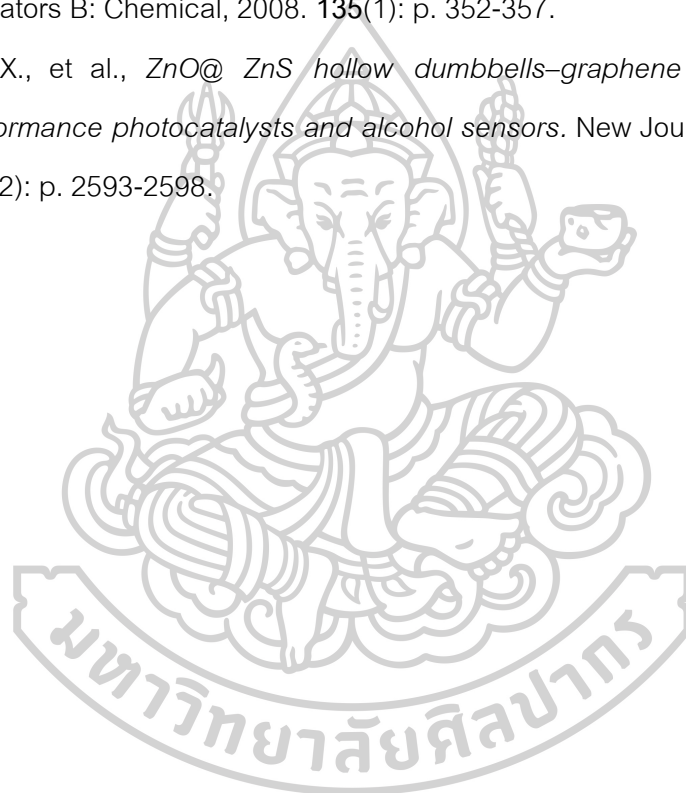 ators B: Chemical, 2008. 135(1): p. 352-357.
X., et al., ZnO@ ZnS hollow dumbbells–graphene
ormance photocatalysts and alcohol sensors. New Jou
2): p. 2593-2598.
มหาวิทยาลัยศิลปากร